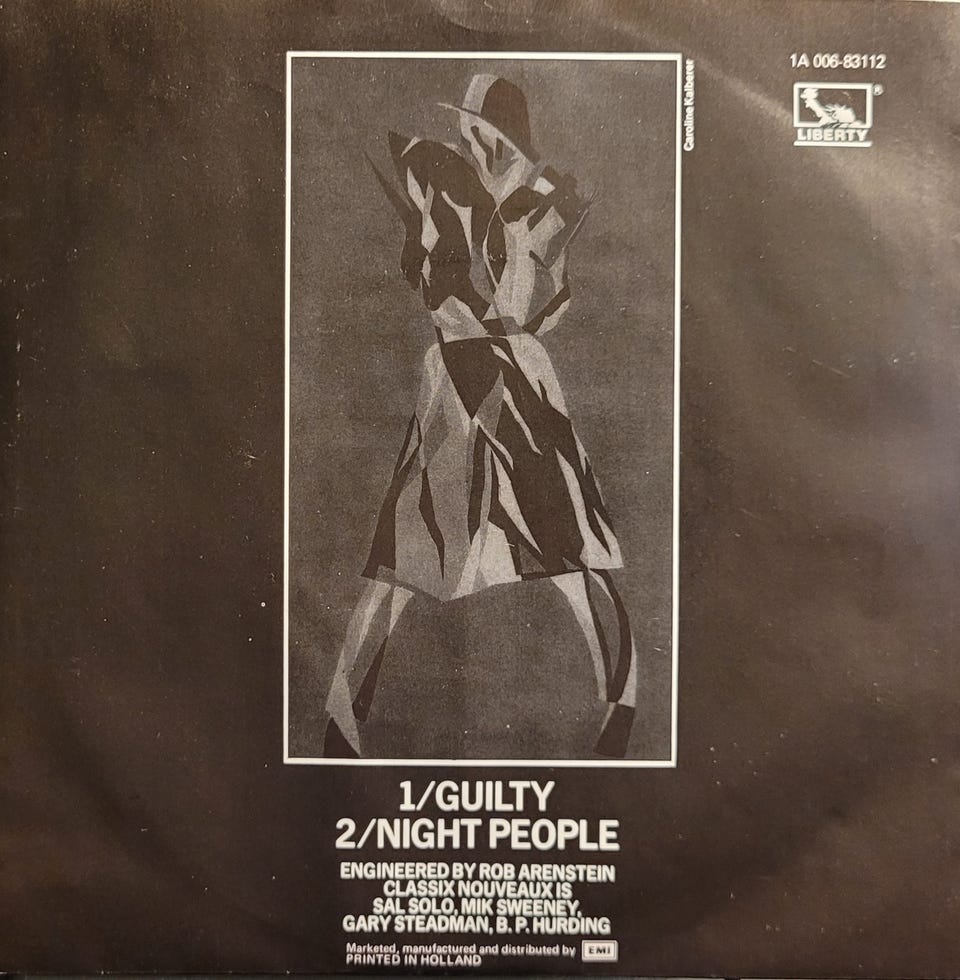 1A 006-83112
LIBERTY®
Caroline Kalberer
1/GUILTY
2/NIGHT PEOPLE
ENGINEERED BY ROB ARENSTEIN
CLASSIX NOUVEAUX IS
SAL SOLO, MIK SWEENEY,
GARY STEADMAN, B. P. HURDING
Marketed, manufactured and distributed by EMI
PRINTED IN HOLLAND